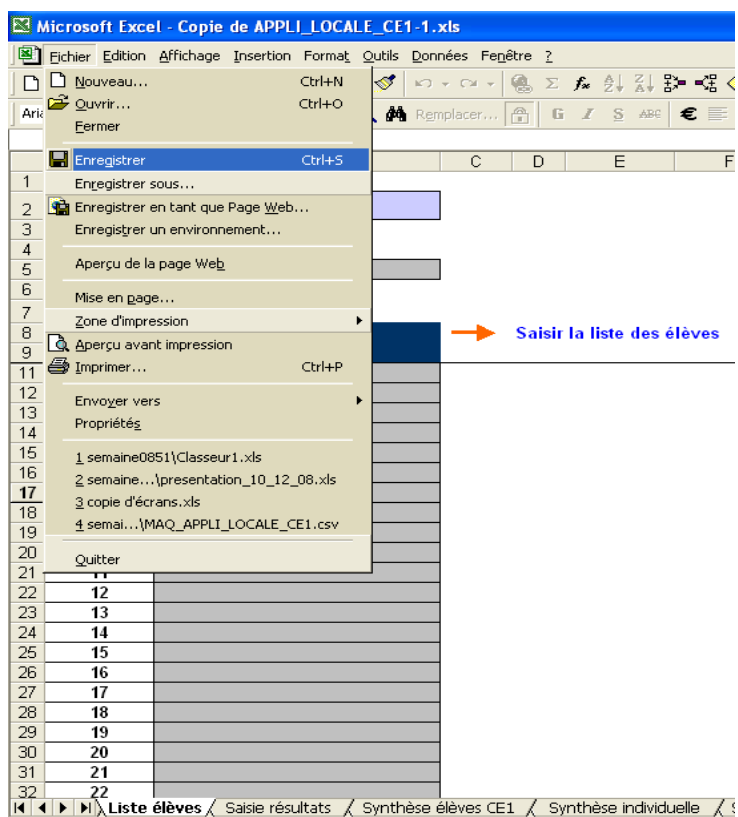 Microsoft Excel - Copie de APPLI_LOCALE_CE1-1.xls
Fichier Edition Affichage Insertion Format Outils Données Fenêtre ?
Nouveau... Ctrl+N
Ouvrir... Ctrl+O
Fermer
Remplacer... G I S ABC €
Enregistrer Ctrl+S
C D E F
Enregistrer sous...
Enregistrer en tant que Page Web...
Enregistrer un environnement...
Aperçu de la page Web
Mise en page...
Zone d'impression
Aperçu avant impression
Imprimer... Ctrl+P
Envoyer vers
Propriétés
1 semaine0851\Classeur1.xls
2 semaine...\presentation_10_12_08.xls
3 copie d'écrans.xls
4 semai...\MAQ_APPLI_LOCALE_CE1.csv
Quitter
Saisir la liste des élèves
1
2
3
4
5
6
7
8
9
11
12
13
14
15
16
17
18
19
20
21 11
22 12
23 13
24 14
25 15
26 16
27 17
28 18
29 19
30 20
31 21
32 22
Liste élèves Saisie résultats Synthèse élèves CE1 Synthèse individuelle